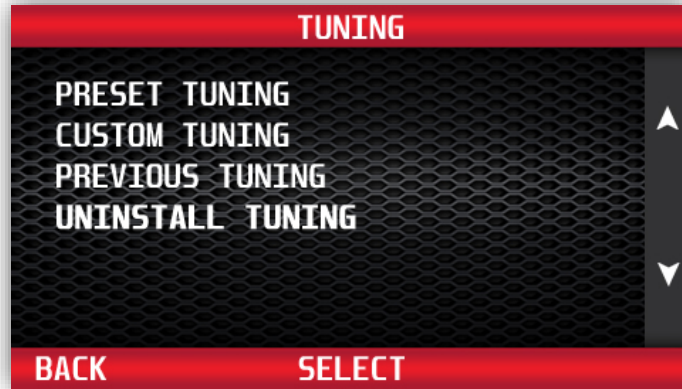 TUNING
PRESET TUNING
CUSTOM TUNING
PREVIOUS TUNING
UNINSTALL TUNING
BACK SELECT